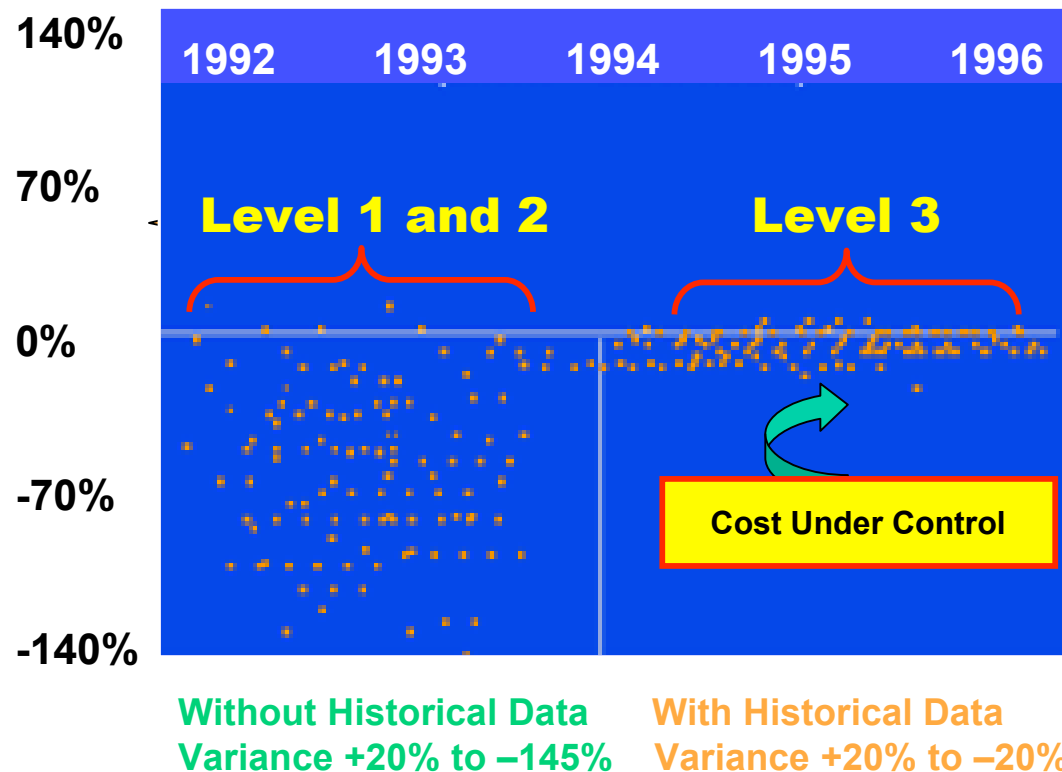 140%
1992 1993 1994 1995 1996
70%
Level 1 and 2 Level 3
0%
-70%
Cost Under Control
-140%
Without Historical Data
Variance +20% to –145%
With Historical Data
Variance +20% to –20%